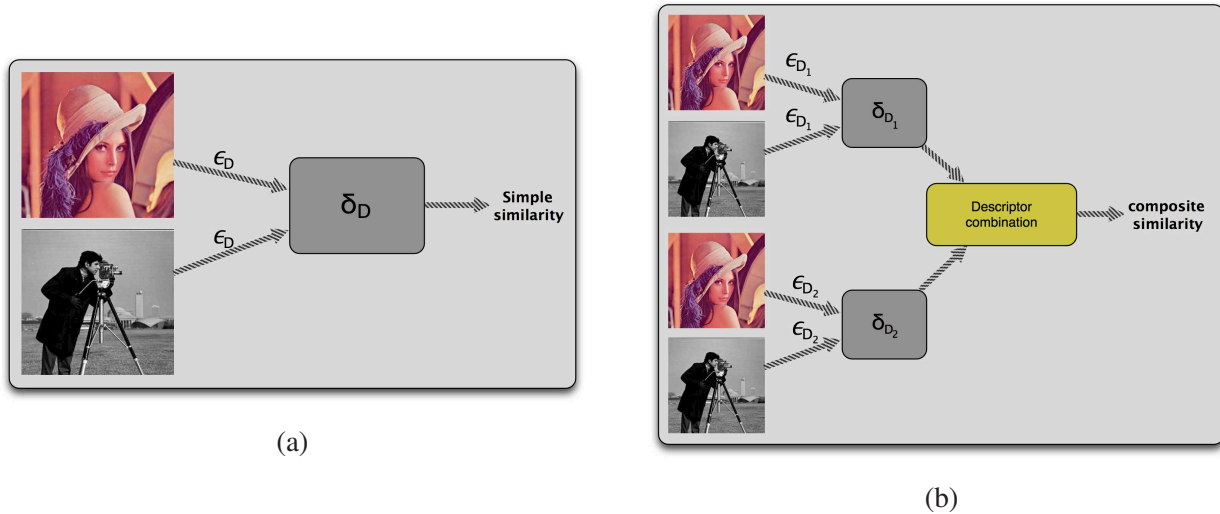 ϵD
δD
ϵD
Simple
similarity
(a)
ϵD1
ϵD1
δD1
Descriptor
combination
composite
similarity
ϵD2
ϵD2
δD2
(b)